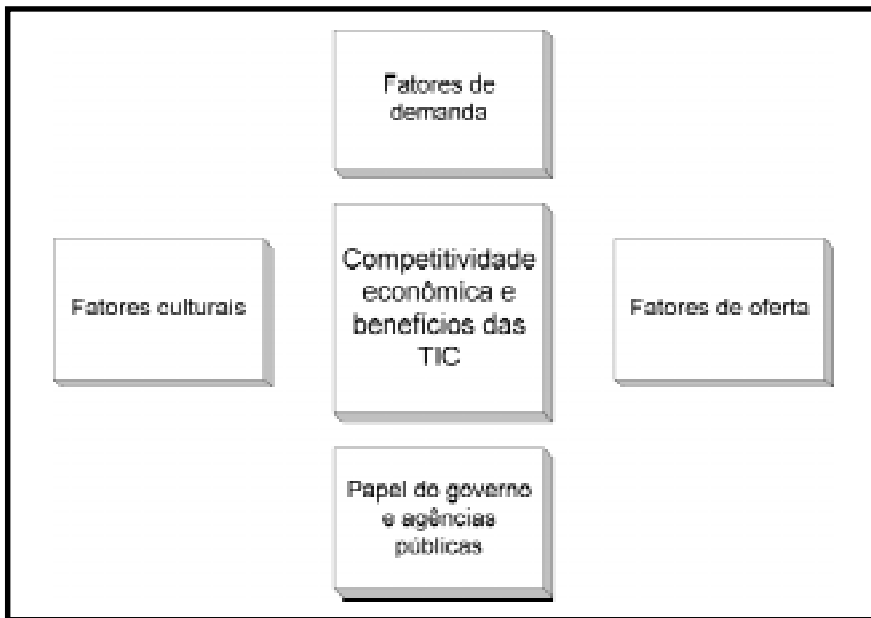 Fatores de
demanda
Fatores culturais
Competitividade
econômica e
benefícios das
TIC
Fatores de oferta
Papel do governo
e agências
públicas